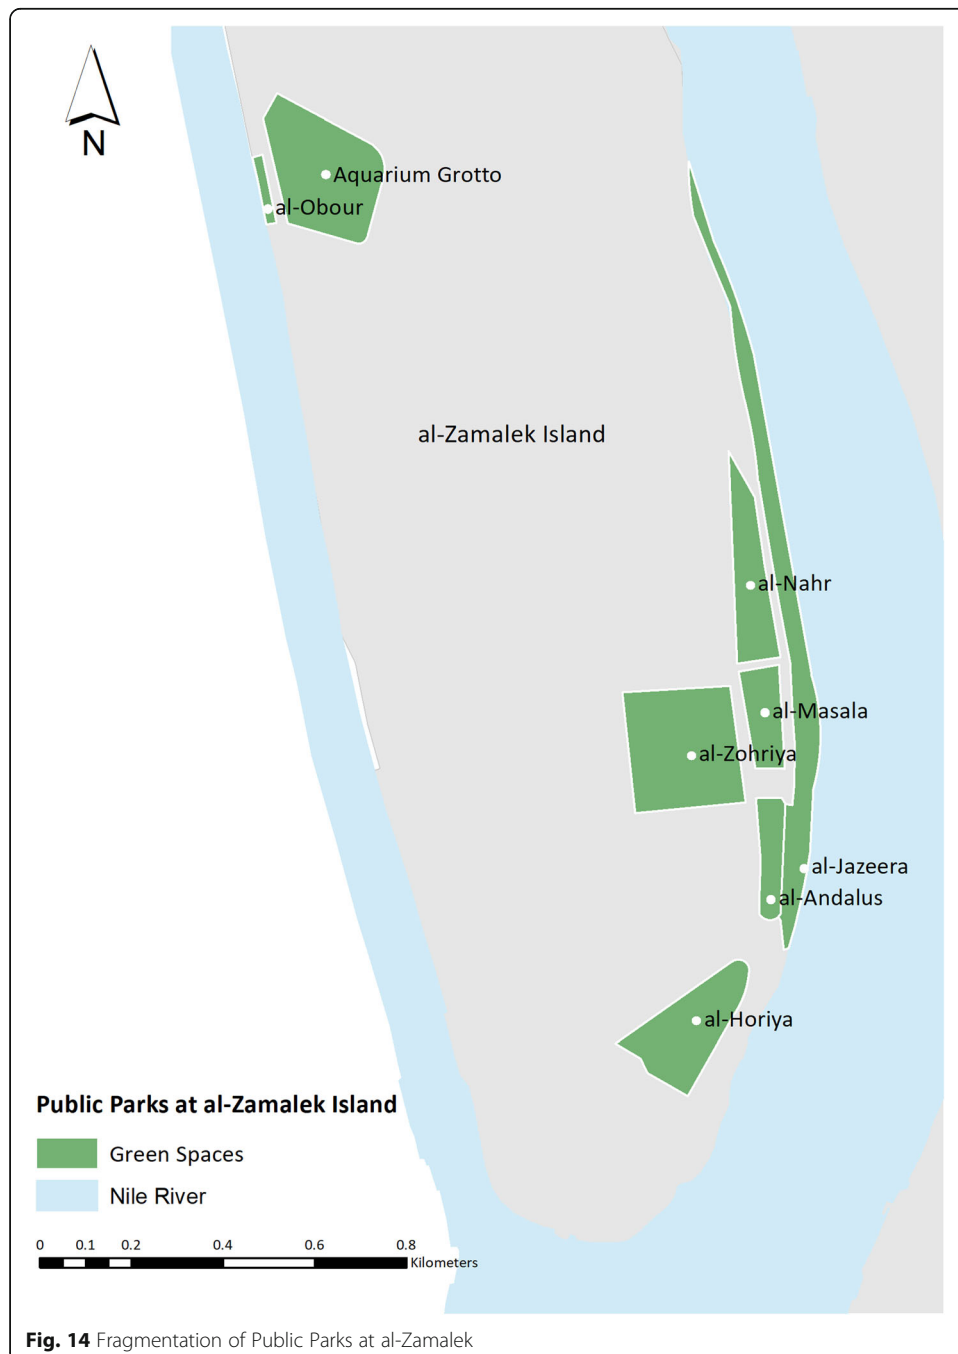 N
Aquarium Grotto
al-Obour
al-Zamalek Island
al-Nahr
al-Masala
al-Zohriya
al-Jazeera
al-Andalus
al-Horiya
Public Parks at al-Zamalek Island
Green Spaces
Nile River
0 0.1 0.2 0.4 0.6 0.8
Kilometers
Fig. 14 Fragmentation of Public Parks at al-Zamalek